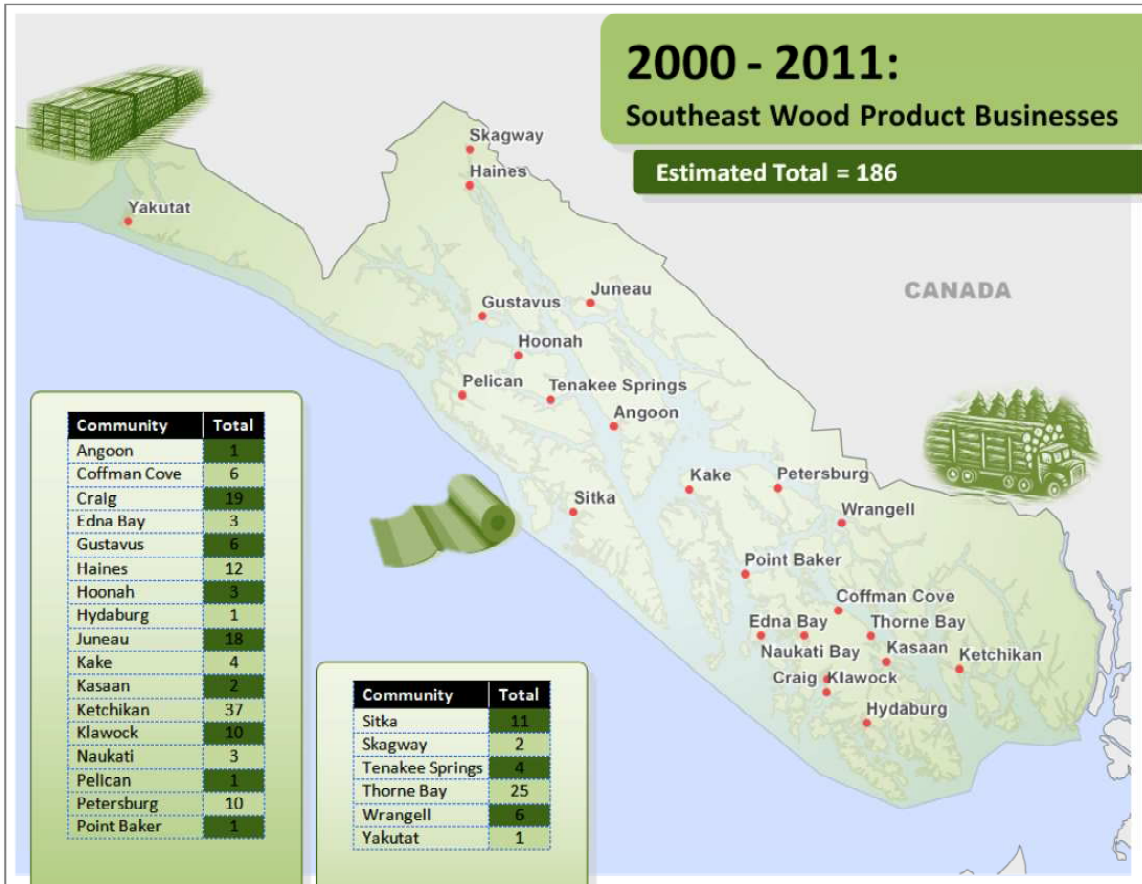 2000 - 2011:
Southeast Wood Product Businesses
Estimated Total = 186
Skagway
Haines
Yakutat
Juneau
CANADA
Gustavus
Hoonah
Pelican
Tenakee Springs
Angoon
Kake
Petersburg
Sitka
Wrangell
Point Baker
Coffman Cove
Edna Bay
Thorne Bay
Naukati Bay
Kasaan
Ketchikan
Craig
Klawock
Hydaburg
Community Total
Angoon 1
Coffman Cove 6
Craig 19
Edna Bay 3
Gustavus 6
Haines 12
Hoonah 3
Hydaburg 1
Juneau 18
Kake 4
Kasaan 2
Ketchikan 37
Klawock 10
Naukati 3
Pelican 1
Petersburg 10
Point Baker 1
Community Total
Sitka 11
Skagway 2
Tenakee Springs 4
Thorne Bay 25
Wrangell 6
Yakutat 1